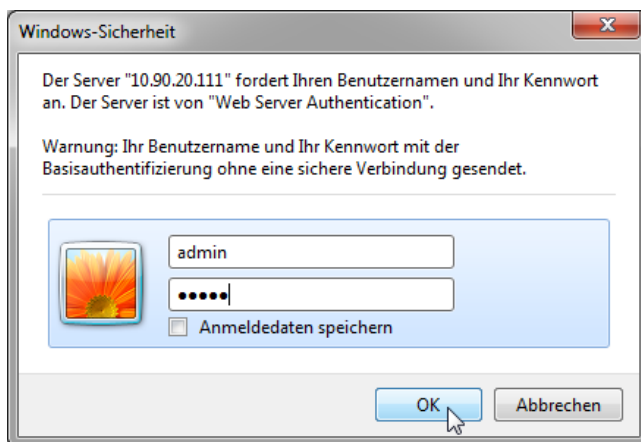 Windows-Sicherheit
Der Server "10.90.20.111" fordert Ihren Benutzernamen und Ihr Kennwort
an. Der Server ist von "Web Server Authentication".
Warnung: Ihr Benutzername und Ihr Kennwort mit der
Basisauthentifizierung ohne eine sichere Verbindung gesendet.
admin
●●●●●
Anmeldedaten speichern
OK
Abbrechen